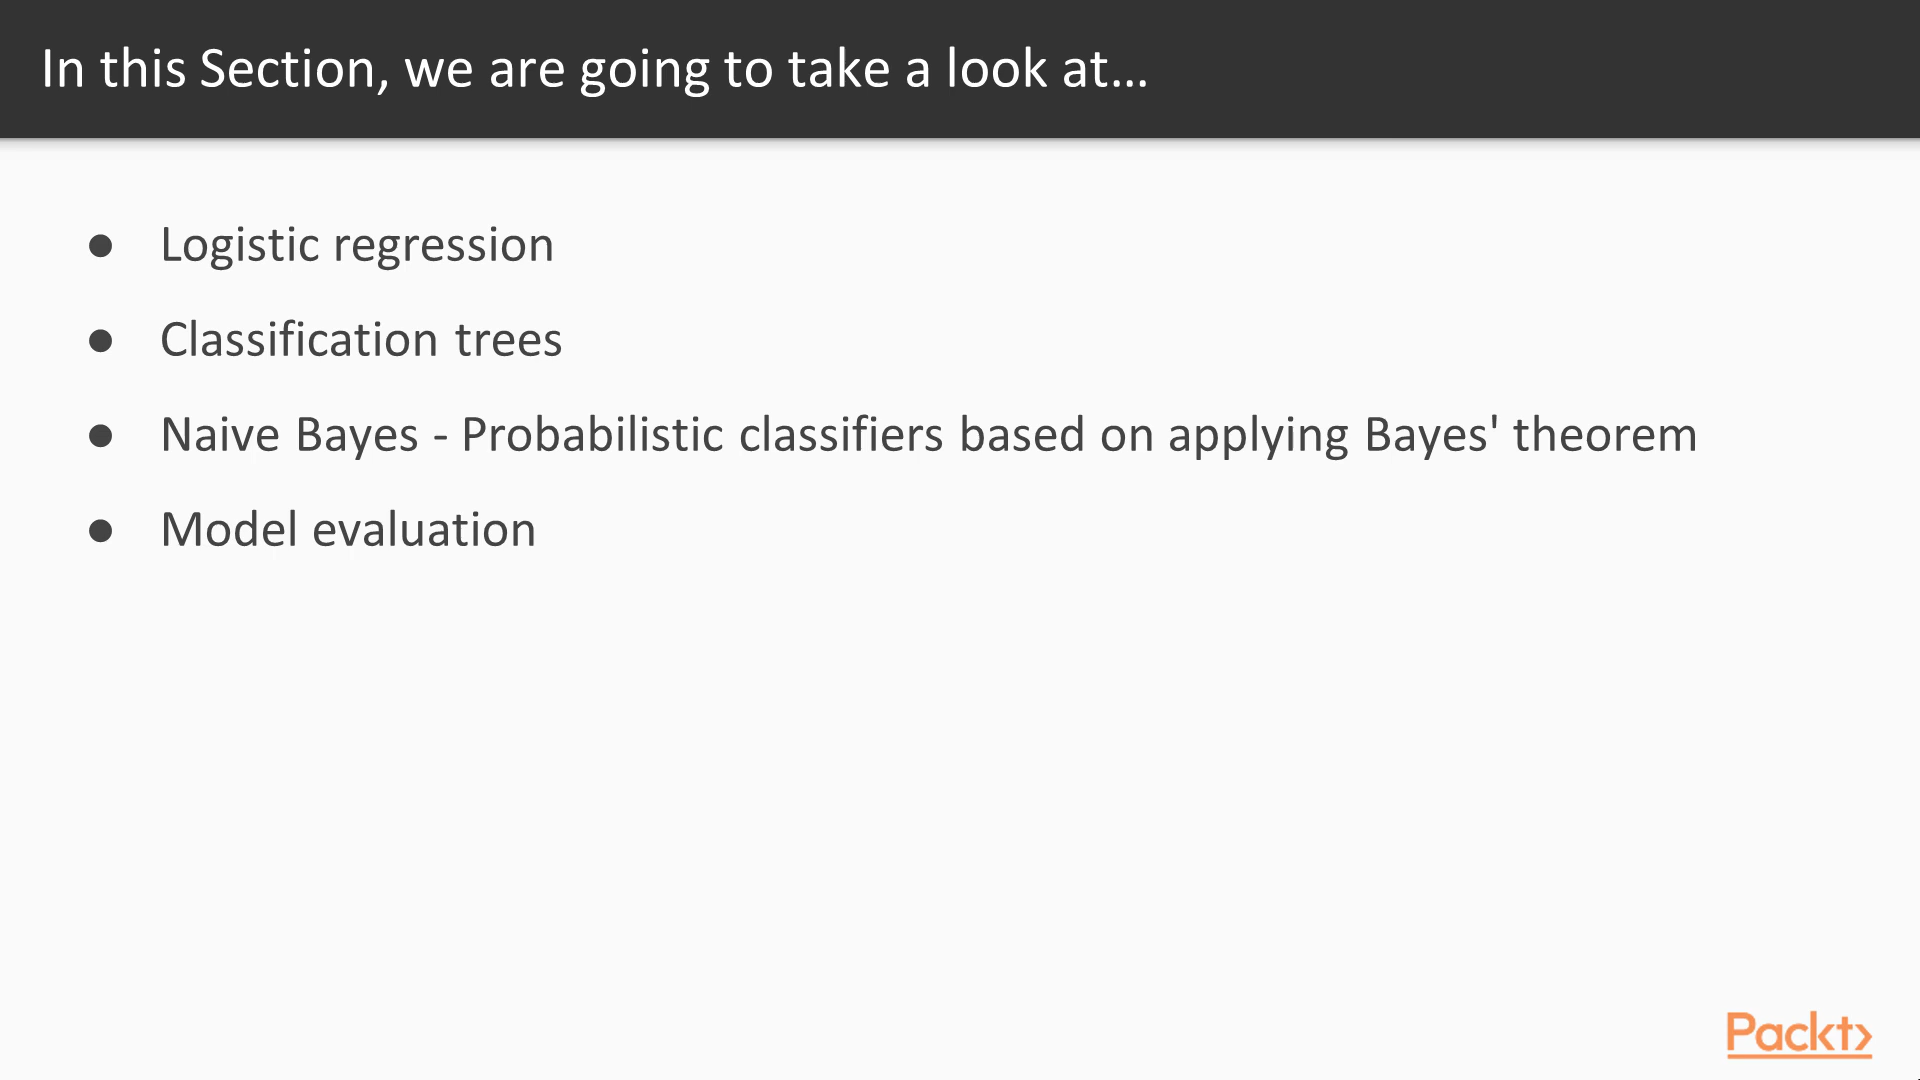 In this Section, we are going to take a look at...
● Logistic regression
● Classification trees
● Naive Bayes - Probabilistic classifiers based on applying Bayes' theorem
● Model evaluation
Packt>